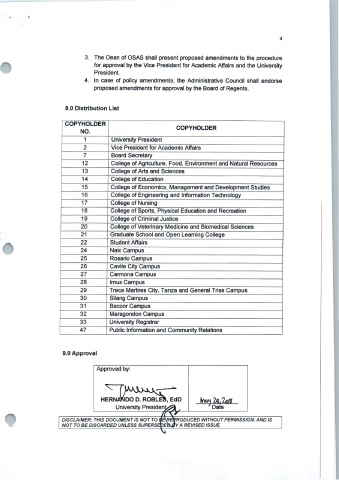 4
3. The Dean of OSAS shall present proposed amendments to the procedure
for approval by the Vice President for Academic Affairs and the University
President.
4. In case of policy amendments, the Administrative Council shall endorse
proposed amendments for approval by the Board of Regents.
8.0 Distribution List
COPYHOLDER NO. COPYHOLDER
1 University President
2 Vice President for Academic Affairs
7 Board Secretary
12 College of Agriculture, Food, Environment and Natural Resources
13 College of Arts and Sciences
14 College of Education
15 College of Economics, Management and Development Studies
16 College of Engineering and Information Technology
17 College of Nursing
18 College of Sports, Physical Education and Recreation
19 College of Criminal Justice
20 College of Veterinary Medicine and Biomedical Sciences
21 Graduate School and Open Learning College
22 Student Affairs
24 Naic Campus
25 Rosario Campus
26 Cavite City Campus
27 Carmona Campus
28 Imus Campus
29 Trece Martires City, Tanza and General Trias Campus
30 Silang Campus
31 Bacoor Campus
32 Maragondon Campus
33 University Registrar
47 Public Information and Community Relations
9.0 Approval
Approved by:
HERNANDO D. ROBLES, EdD
University President Date
DISCLAIMER: THIS DOCUMENT IS NOT TO BE REPRODUCED WITHOUT PERMISSION, AND IS
NOT TO BE DISCARDED UNLESS SUPERSEDED BY A REVISED ISSUE.